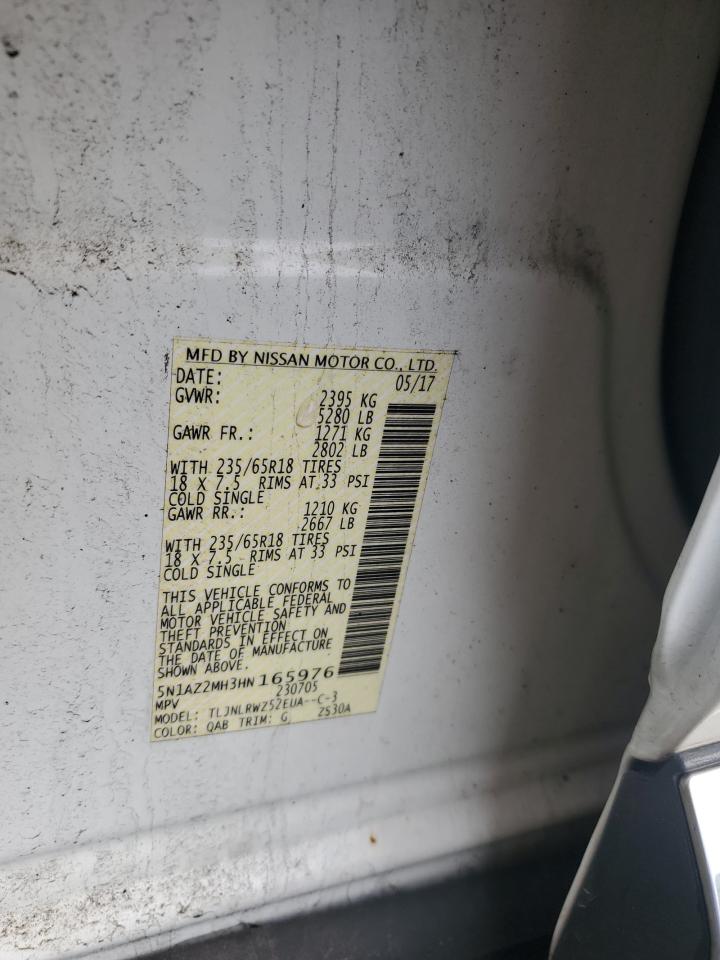 MFD BY NISSAN MOTOR CO., LTD.
DATE: 05/17
GVWR: 2395 KG
5280 LB
GAWR FR.: 1271 KG
2802 LB
WITH 235/65R18 TIRES
18 X 7.5 RIMS AT 33 PSI
COLD SINGLE
GAWR RR.: 1210 KG
2667 LB
WITH 235/65R18 TIRES
18 X 7.5 RIMS AT 33 PSI
COLD SINGLE
THIS VEHICLE CONFORMS TO
ALL APPLICABLE FEDERAL
MOTOR VEHICLE SAFETY AND
THEFT PREVENTION
STANDARDS IN EFFECT ON
THE DATE OF MANUFACTURE
SHOWN ABOVE.
5N1AZ2MH3HN165976
MPV 230705
MODEL: TLJNLRWZ52EUA--C-3
COLOR: QAB TRIM: G 2S30A